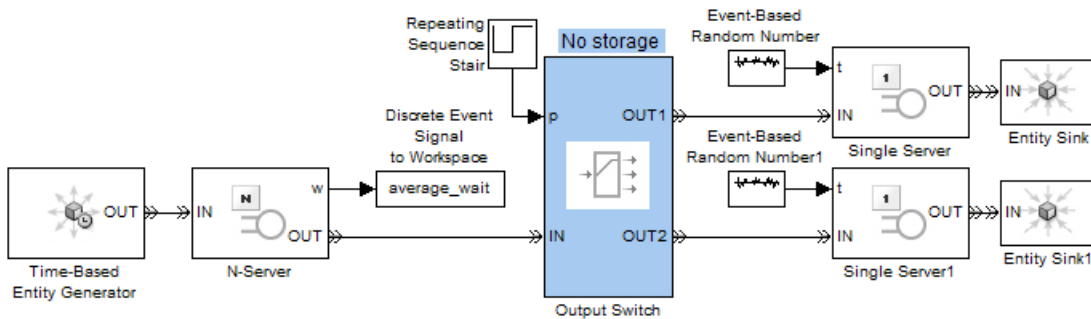 Repeating
Sequence
Stair
No storage
Event-Based
Random Number
t
1
OUT
IN
Single Server
IN
Entity Sink
Discrete Event
Signal
to Workspace
average_wait
p
OUT1
OUT2
IN
Output Switch
Event-Based
Random Number1
t
1
OUT
IN
Single Server1
IN
Entity Sink1
OUT
Time-Based
Entity Generator
IN
N
w
OUT
N-Server